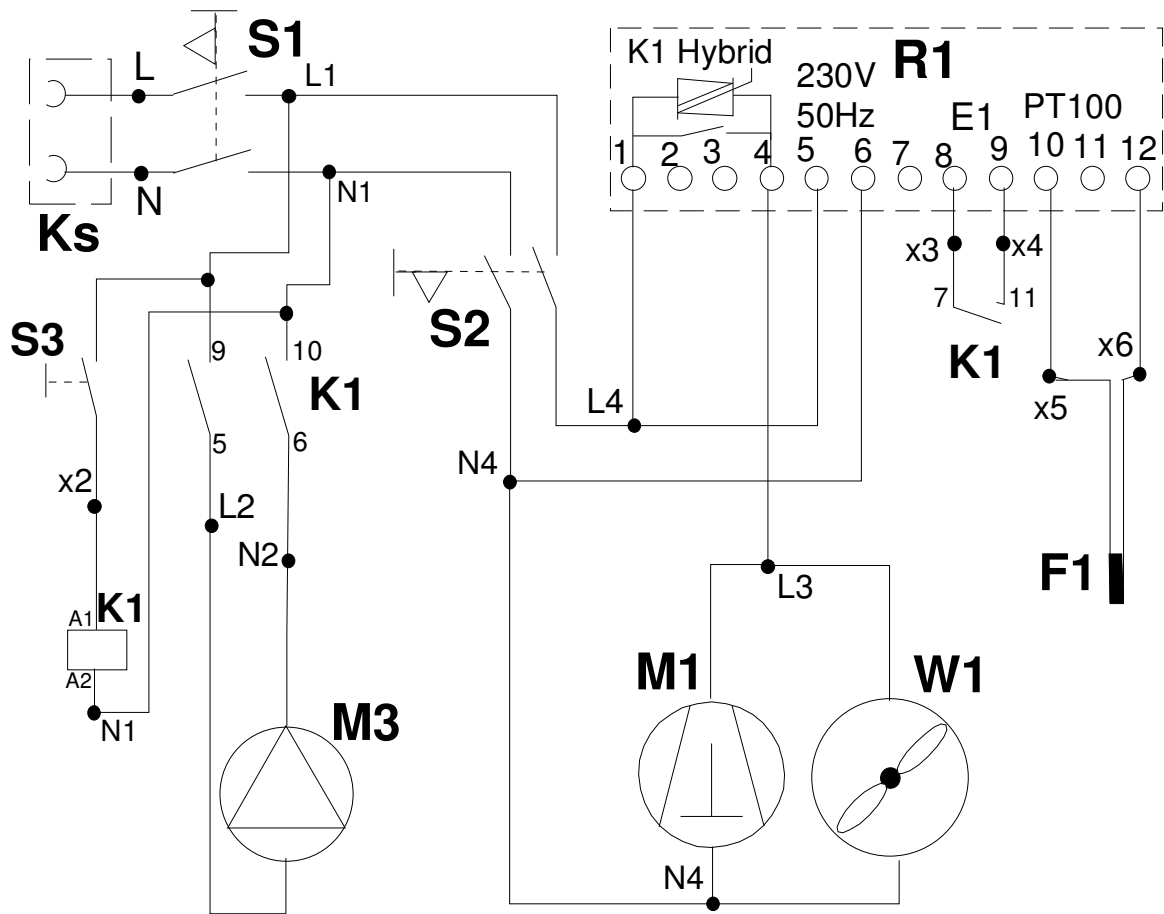 S1
L
L1
N
N1
Ks
K1 Hybrid
R1
230V
50Hz
E1
PT100
1
2
3
4
5
6
7
8
9
10
11
12
x3
x4
7
11
K1
x6
x5
F1
S2
S3
9
10
K1
5
6
L4
N4
x2
L2
N2
L3
A1
K1
A2
N1
M3
M1
W1
N4